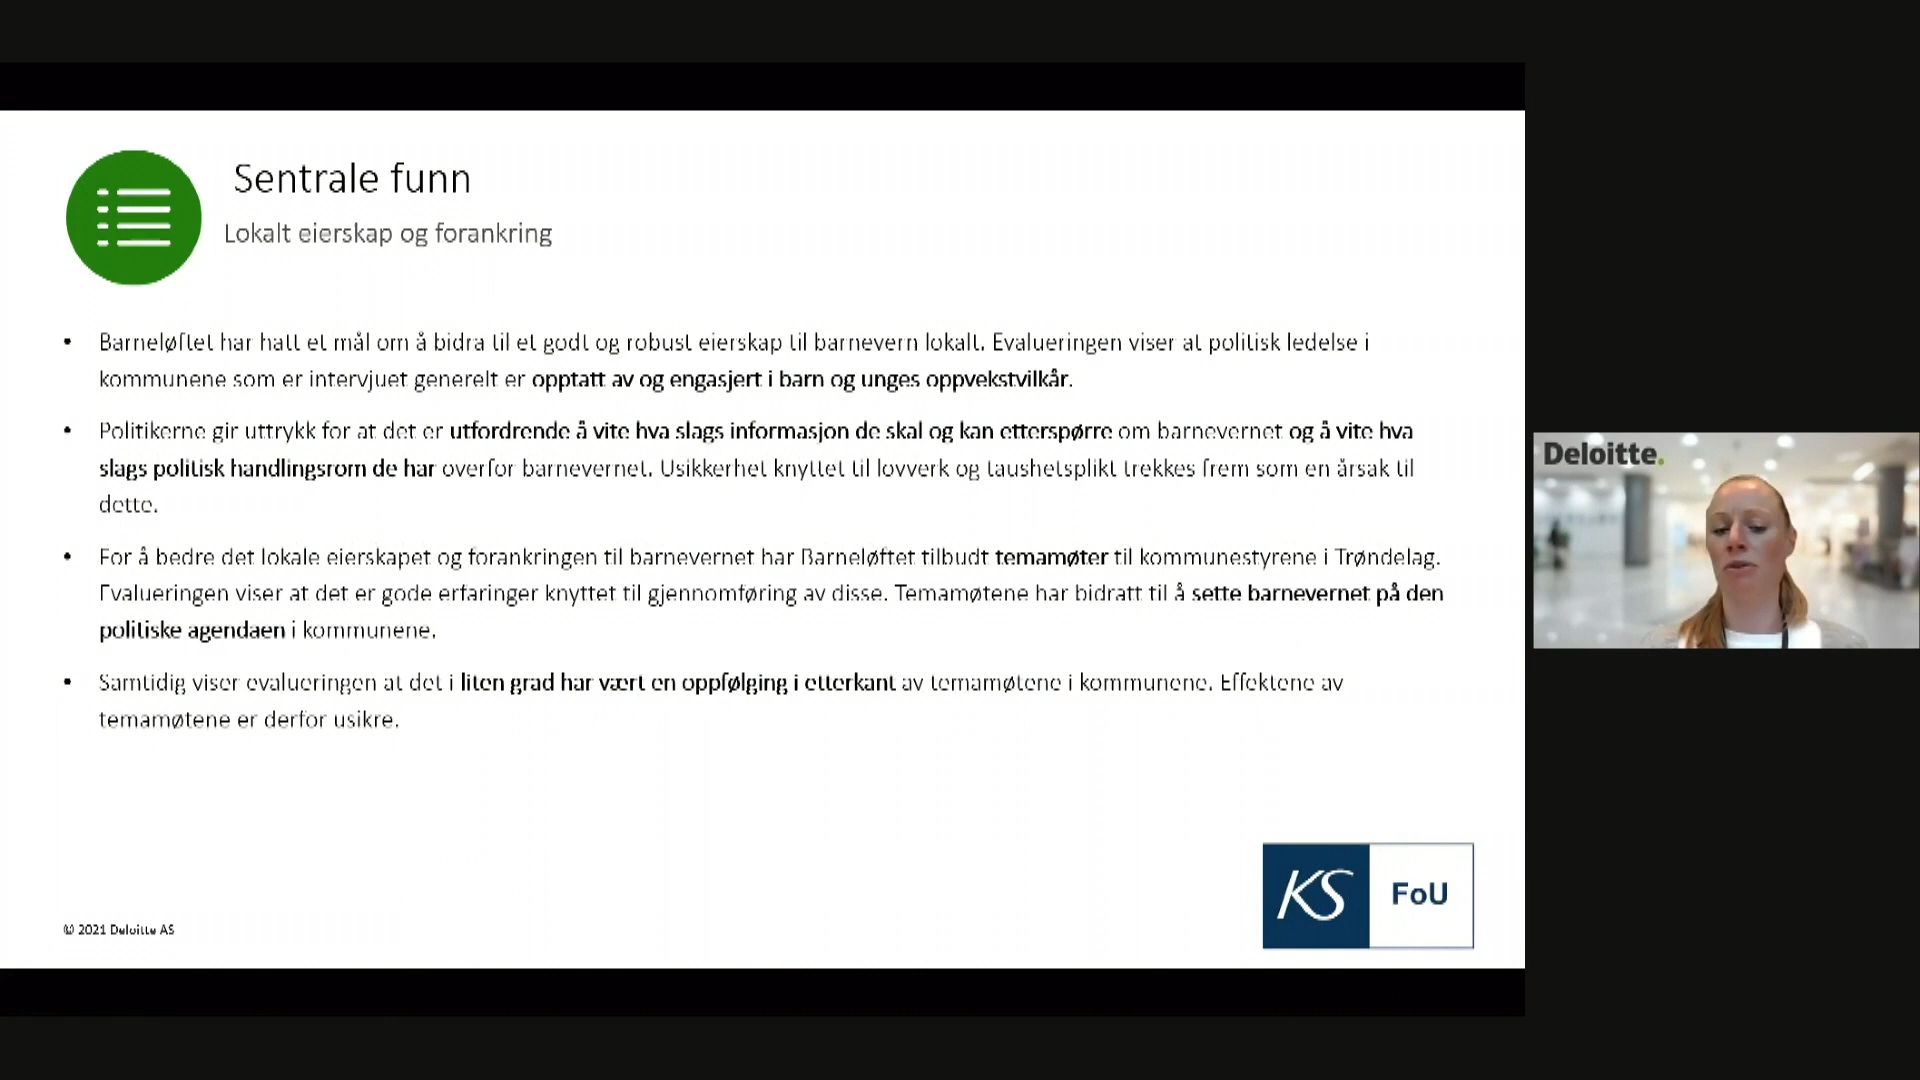 Sentrale funn
Lokalt eierskap og forankring
• Barneløftet har hatt et mål om å bidra til et godt og robust eierskap til barnevern lokalt. Evalueringen viser at politisk ledelse i
kommunene som er intervjuet generelt er opptatt av og engasjert i barn og unges oppvekstvilkår.
• Politikerne gir uttrykk for at det er utfordrende å vite hva slags informasjon de skal og kan etterspørre om barnevernet og å vite hva
slags politisk handlingsrom de har overfor barnevernet. Usikkerhet knyttet til lovverk og taushetsplikt trekkes frem som en årsak til
dette.
• For å bedre det lokale eierskapet og forankringen til barnevernet har Barneløftet tilbudt temamøter til kommunestyrene i Trøndelag.
Evalueringen viser at det er gode erfaringer knyttet til gjennomføring av disse. Temamøtene har bidratt til å sette barnevernet på den
politiske agendaen i kommunene.
• Samtidig viser evalueringen at det i liten grad har vært en oppfølging i etterkant av temamøtene i kommunene. Effektene av
temamøtene er derfor usikre.
© 2021 Deloitte AS
KS FoU
Deloitte.